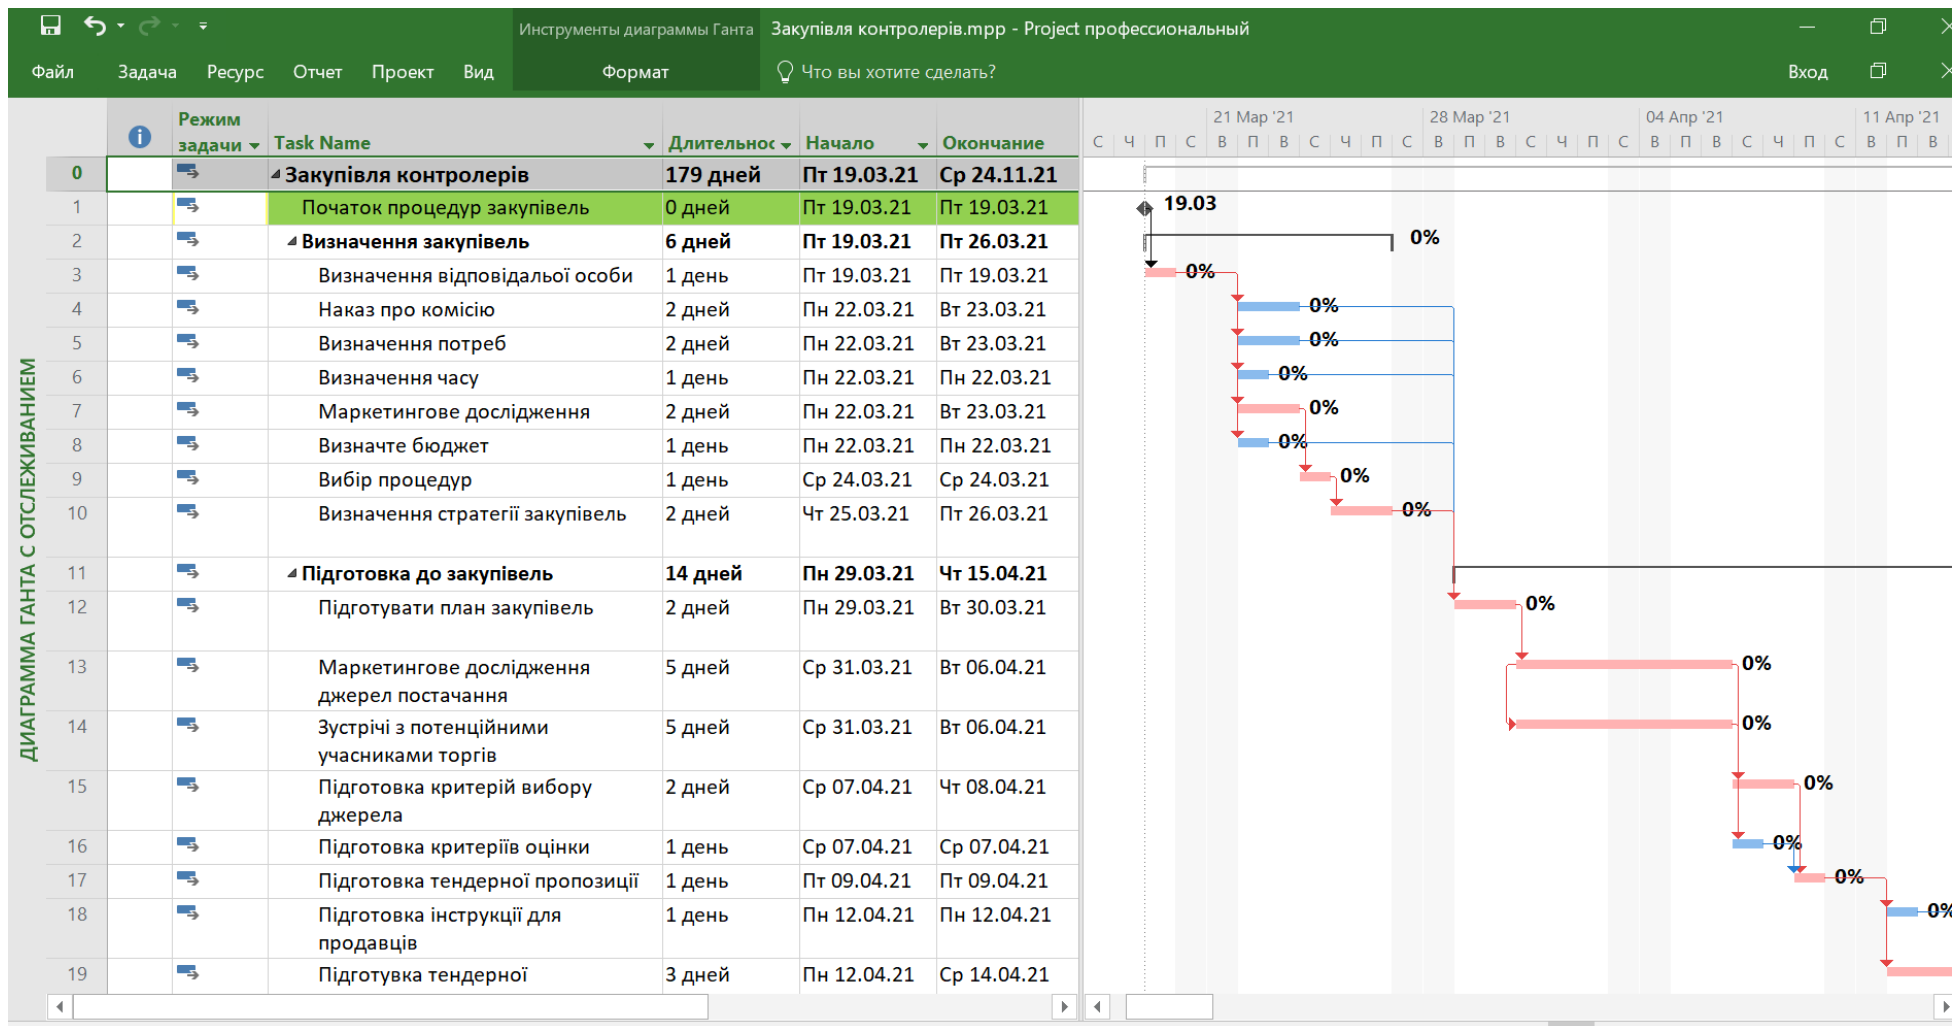 Инструменты диаграммы Ганта
Закупівля контролерів.mpp - Project профессиональный
Файл Задача Ресурс Отчет Проект Вид Формат Что вы хотите сделать? Вход
ДИАГРАММА ГАНТА С ОТСЛЕЖИВАНИЕМ
Режим задачи Task Name Длительнос Начало Окончание
21 Мар '21 28 Мар '21 04 Апр '21 11 Апр '21
С Ч П С В П В С Ч П С В П В С Ч П С В П В С Ч П С В П В
0 Закупівля контролерів 179 дней Пт 19.03.21 Ср 24.11.21
1 Початок процедур закупівель 0 дней Пт 19.03.21 Пт 19.03.21 19.03
2 Визначення закупівель 6 дней Пт 19.03.21 Пт 26.03.21 0%
3 Визначення відповідальої особи 1 день Пт 19.03.21 Пт 19.03.21 0%
4 Наказ про комісію 2 дней Пн 22.03.21 Вт 23.03.21 0%
5 Визначення потреб 2 дней Пн 22.03.21 Вт 23.03.21 0%
6 Визначення часу 1 день Пн 22.03.21 Пн 22.03.21 0%
7 Маркетингове дослідження 2 дней Пн 22.03.21 Вт 23.03.21 0%
8 Визначте бюджет 1 день Пн 22.03.21 Пн 22.03.21 0%
9 Вибір процедур 1 день Ср 24.03.21 Ср 24.03.21 0%
10 Визначення стратегії закупівель 2 дней Чт 25.03.21 Пт 26.03.21 0%
11 Підготовка до закупівель 14 дней Пн 29.03.21 Чт 15.04.21
12 Підготувати план закупівель 2 дней Пн 29.03.21 Вт 30.03.21 0%
13 Маркетингове дослідження 5 дней Ср 31.03.21 Вт 06.04.21 0%
джерел постачання
14 Зустрічі з потенційними 5 дней Ср 31.03.21 Вт 06.04.21 0%
учасниками торгів
15 Підготовка критерій вибору 2 дней Ср 07.04.21 Чт 08.04.21 0%
джерела
16 Підготовка критеріїв оцінки 1 день Ср 07.04.21 Ср 07.04.21 0%
17 Підготовка тендерної пропозиції 1 день Пт 09.04.21 Пт 09.04.21 0%
18 Підготовка інструкції для 1 день Пн 12.04.21 Пн 12.04.21 0%
продавців
19 Підготувка тендерної 3 дней Пн 12.04.21 Ср 14.04.21